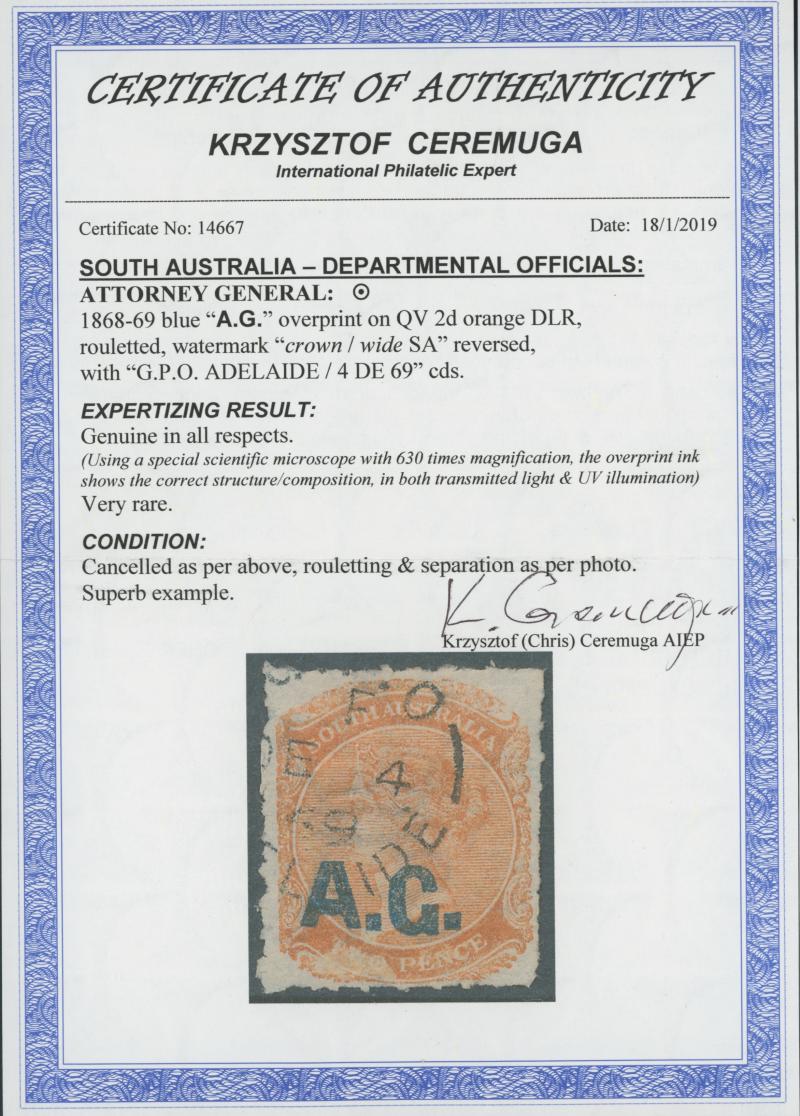 CERTIFICATE OF AUTHENTICITY
KRZYSZTOF CEREMUGA
International Philatelic Expert
Certificate No: 14667
Date: 18/1/2019
SOUTH AUSTRALIA – DEPARTMENTAL OFFICIALS:
ATTORNEY GENERAL: ⊙
1868-69 blue “A.G.” overprint on QV 2d orange DLR,
rouletted, watermark “crown / wide SA” reversed,
with “G.P.O. ADELAIDE / 4 DE 69” cds.
EXPERTIZING RESULT:
Genuine in all respects.
(Using a special scientific microscope with 630 times magnification, the overprint ink
shows the correct structure/composition, in both transmitted light & UV illumination)
Very rare.
CONDITION:
Cancelled as per above, rouletting & separation as per photo.
Superb example.
K. Ceremuga
Krzysztof (Chris) Ceremuga AIEP
SOUTH AUSTRALIA
4
A.G.
PENCE